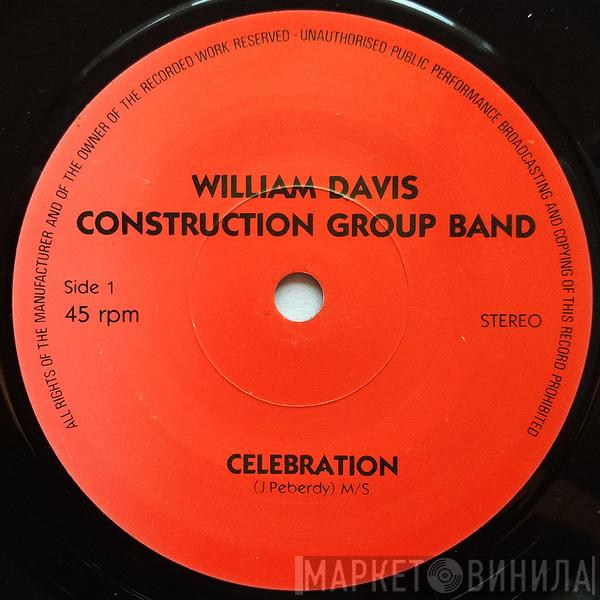 ALL RIGHTS OF THE MANUFACTURER AND OF THE OWNER OF THE RECORDED WORK RESERVED - UNAUTHORISED PUBLIC PERFORMANCE BROADCASTING AND COPYING OF THIS RECORD PROHIBITED
WILLIAM DAVIS
CONSTRUCTION GROUP BAND
Side 1
45 rpm
STEREO
CELEBRATION
(J.Peberdy) M/S
МАРКЕТ ВИНИЛА